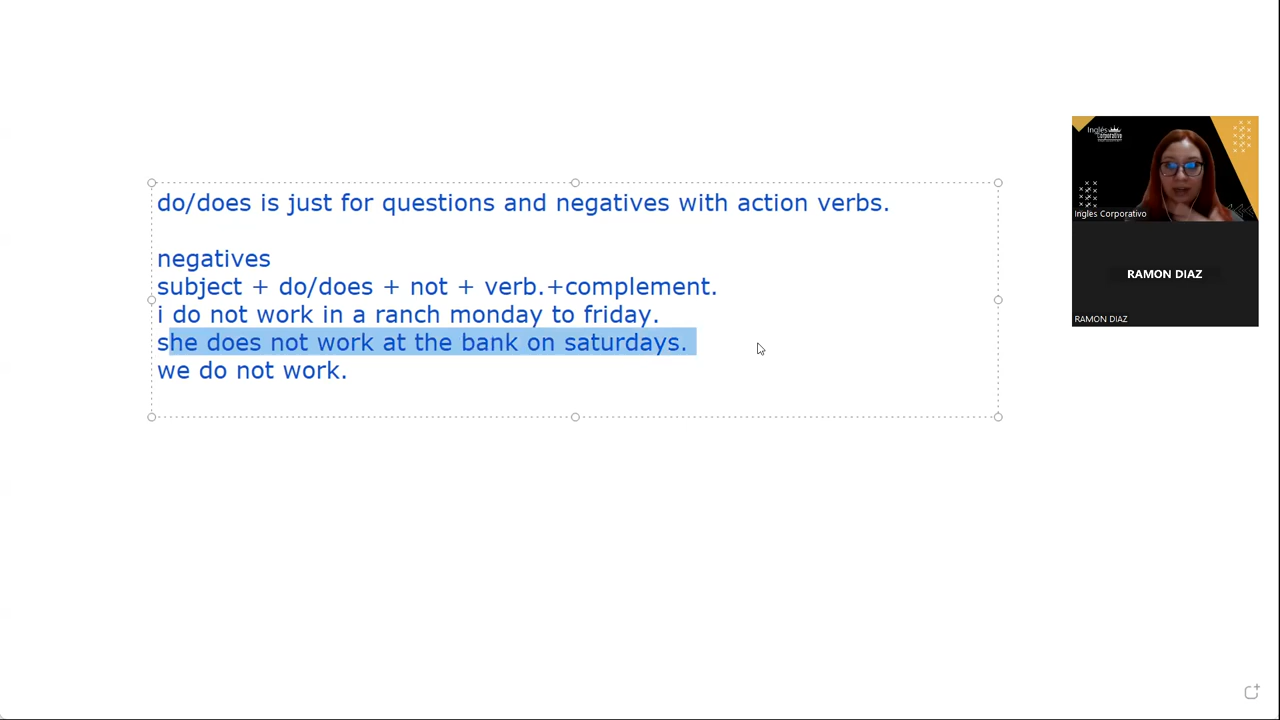 do/does is just for questions and negatives with action verbs.
negatives
subject + do/does + not + verb.+complement.
i do not work in a ranch monday to friday.
she does not work at the bank on saturdays.
we do not work.
Inglés
Corporativo
Ingles Corporativo
RAMON DIAZ
RAMON DIAZ